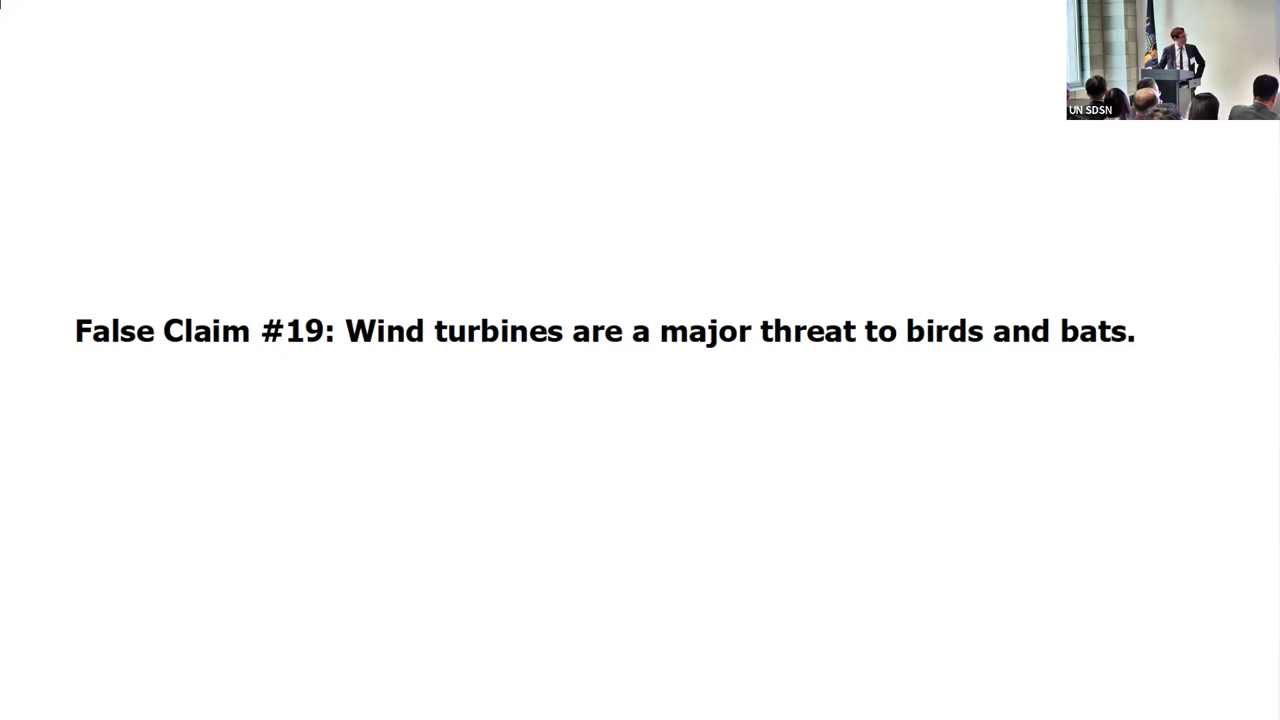 UN SDSN
False Claim #19: Wind turbines are a major threat to birds and bats.